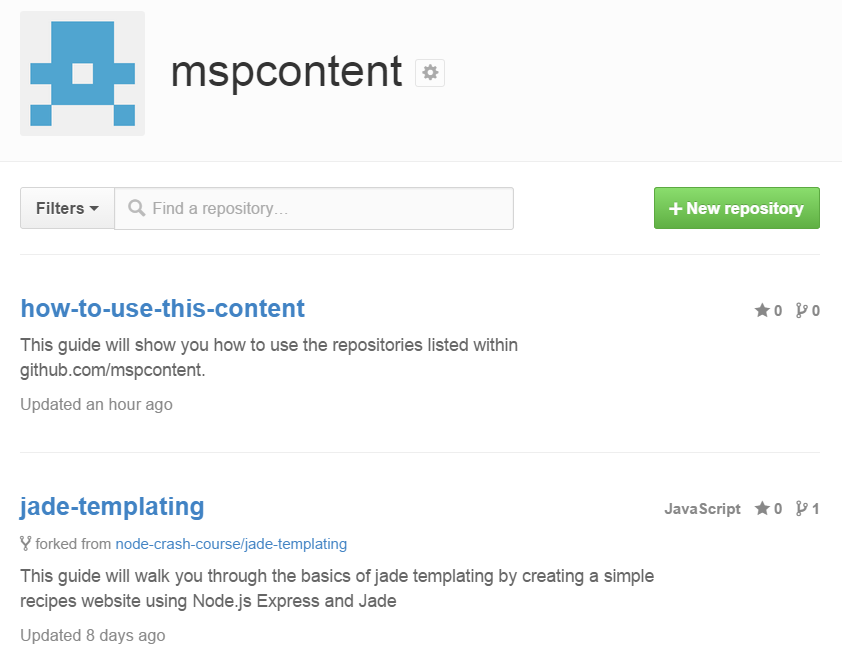 mspcontent
Filters
Find a repository...
New repository
how-to-use-this-content
0
0
This guide will show you how to use the repositories listed within
github.com/mspcontent.
Updated an hour ago
jade-templating
JavaScript
0
1
forked from node-crash-course/jade-templating
This guide will walk you through the basics of jade templating by creating a simple
recipes website using Node.js Express and Jade
Updated 8 days ago